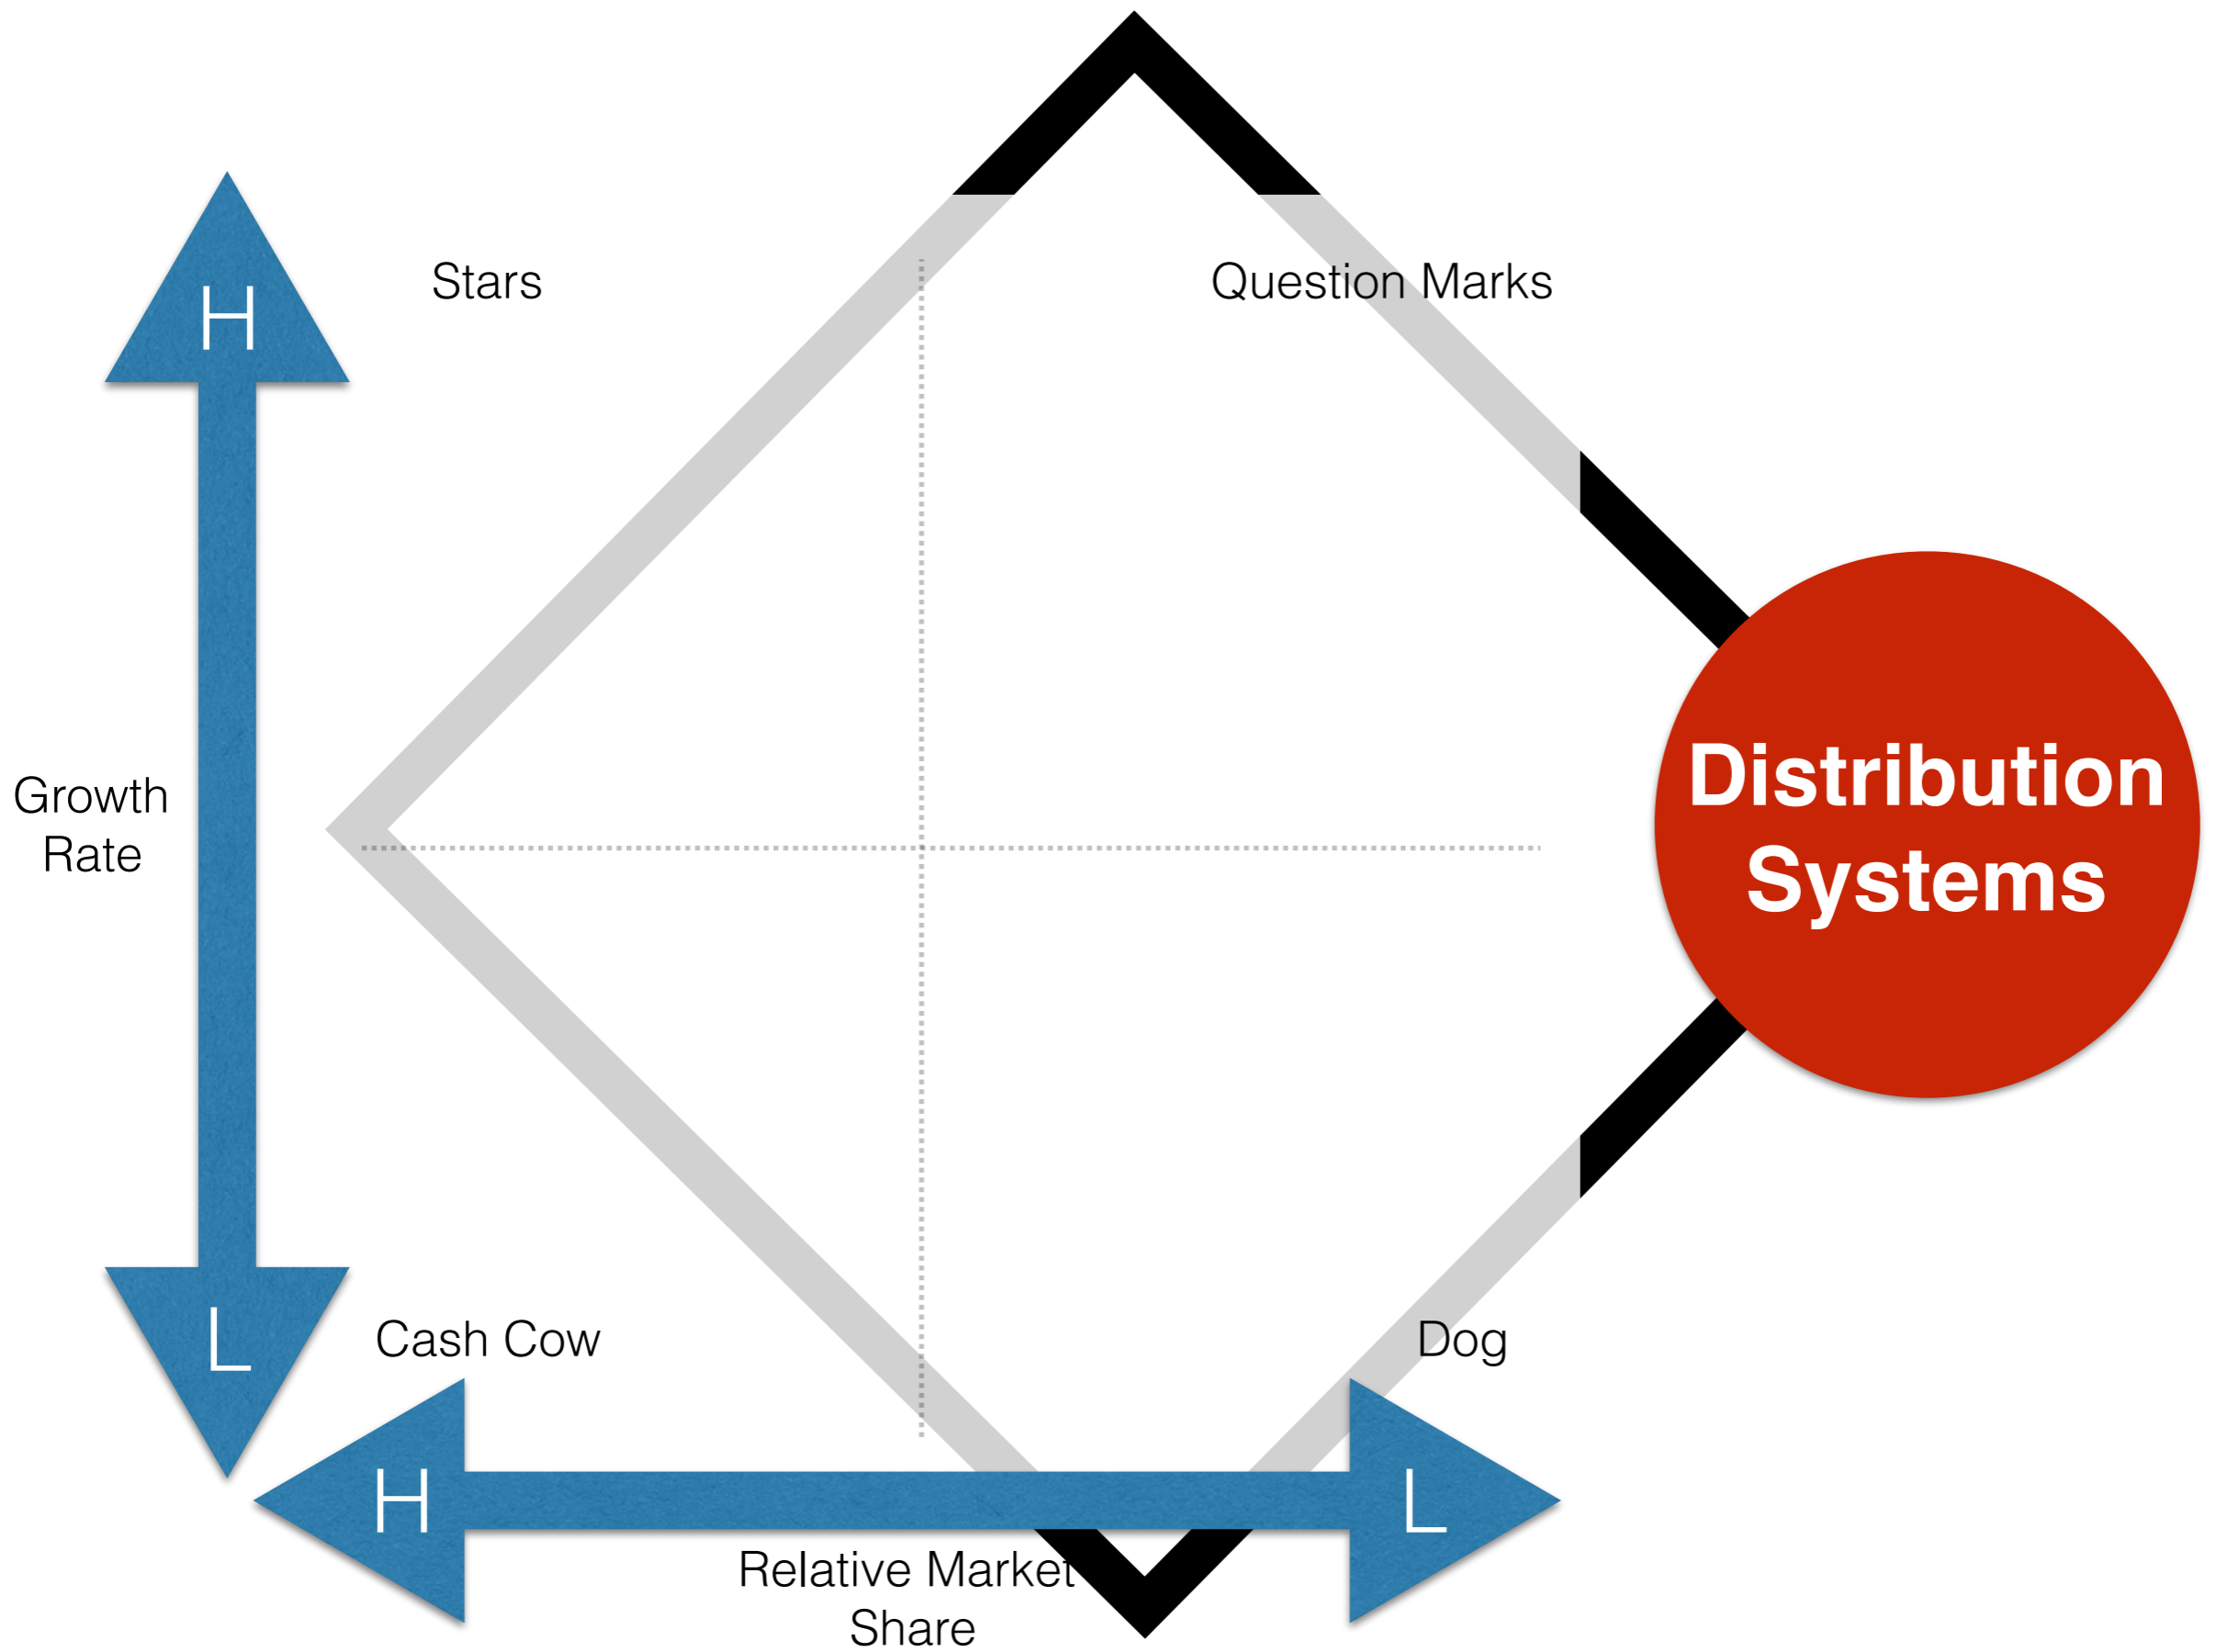 H
Stars
Question Marks
Distribution
Systems
Growth
Rate
L
Cash Cow
Dog
H
L
Relative Market
Share